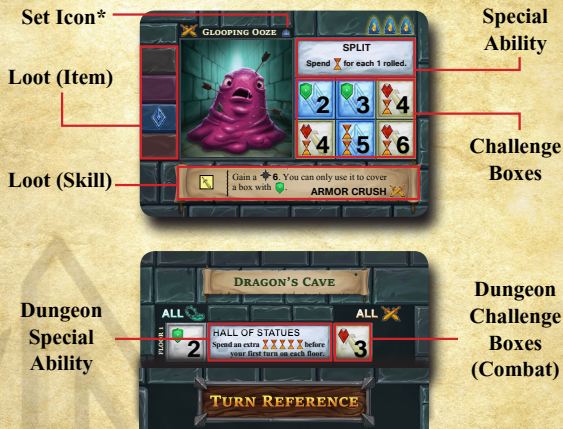 Set Icon*
Loot (Item)
Loot (Skill)
GLOOPING OOZE
SPLIT
Spend for each 1 rolled.
2 3 4
4 5 6
Gain a 6. You can only use it to cover
a box with .
ARMOR CRUSH
Special
Ability
Challenge
Boxes
Dungeon
Special
Ability
DRAGON'S CAVE
ALL
ALL
FLOOR 1
2
HALL OF STATUES
Spend an extra before
your first turn on each floor.
3
TURN REFERENCE
Dungeon
Challenge
Boxes
(Combat)